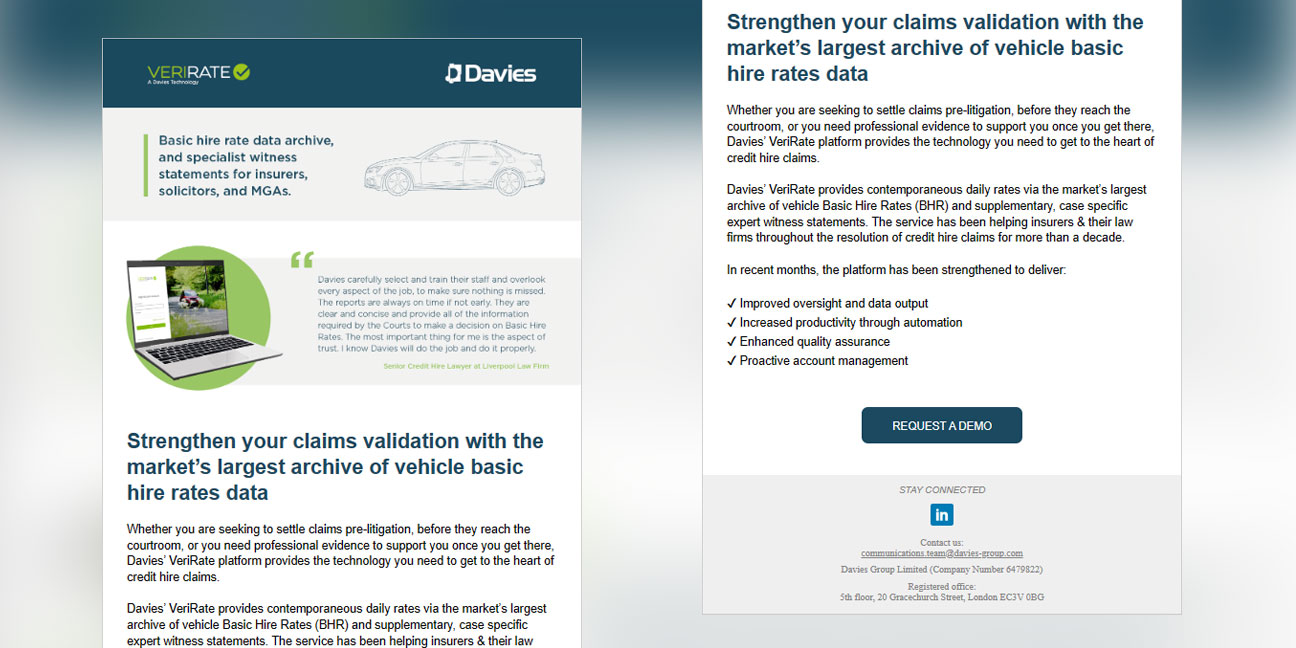 VERIRATE
A Davies Technology
Davies
Basic hire rate data archive,
and specialist witness
statements for insurers,
solicitors, and MGAs.
“
Davies carefully select and train their staff and overlook
every aspect of the job, to make sure nothing is missed.
The reports are always on time if not early. They are
clear and concise and provide all of the information
required by the Courts to make a decision on Basic Hire
Rates. The most important thing for me is the aspect of
trust. I know Davies will do the job and do it properly.
Senior Credit Hire Lawyer at Liverpool Law Firm
Strengthen your claims validation with the
market’s largest archive of vehicle basic
hire rates data
Whether you are seeking to settle claims pre-litigation, before they reach the
courtroom, or you need professional evidence to support you once you get there,
Davies’ VeriRate platform provides the technology you need to get to the heart of
credit hire claims.
Davies’ VeriRate provides contemporaneous daily rates via the market’s largest
archive of vehicle Basic Hire Rates (BHR) and supplementary, case specific
expert witness statements. The service has been helping insurers & their law
Strengthen your claims validation with the
market’s largest archive of vehicle basic
hire rates data
Whether you are seeking to settle claims pre-litigation, before they reach the
courtroom, or you need professional evidence to support you once you get there,
Davies’ VeriRate platform provides the technology you need to get to the heart of
credit hire claims.
Davies’ VeriRate provides contemporaneous daily rates via the market’s largest
archive of vehicle Basic Hire Rates (BHR) and supplementary, case specific
expert witness statements. The service has been helping insurers & their law
firms throughout the resolution of credit hire claims for more than a decade.
In recent months, the platform has been strengthened to deliver:
✓ Improved oversight and data output
✓ Increased productivity through automation
✓ Enhanced quality assurance
✓ Proactive account management
REQUEST A DEMO
STAY CONNECTED
in
Contact us:
communications.team@davies-group.com
Davies Group Limited (Company Number 6479822)
Registered office:
5th floor, 20 Gracechurch Street, London EC3V 0BG